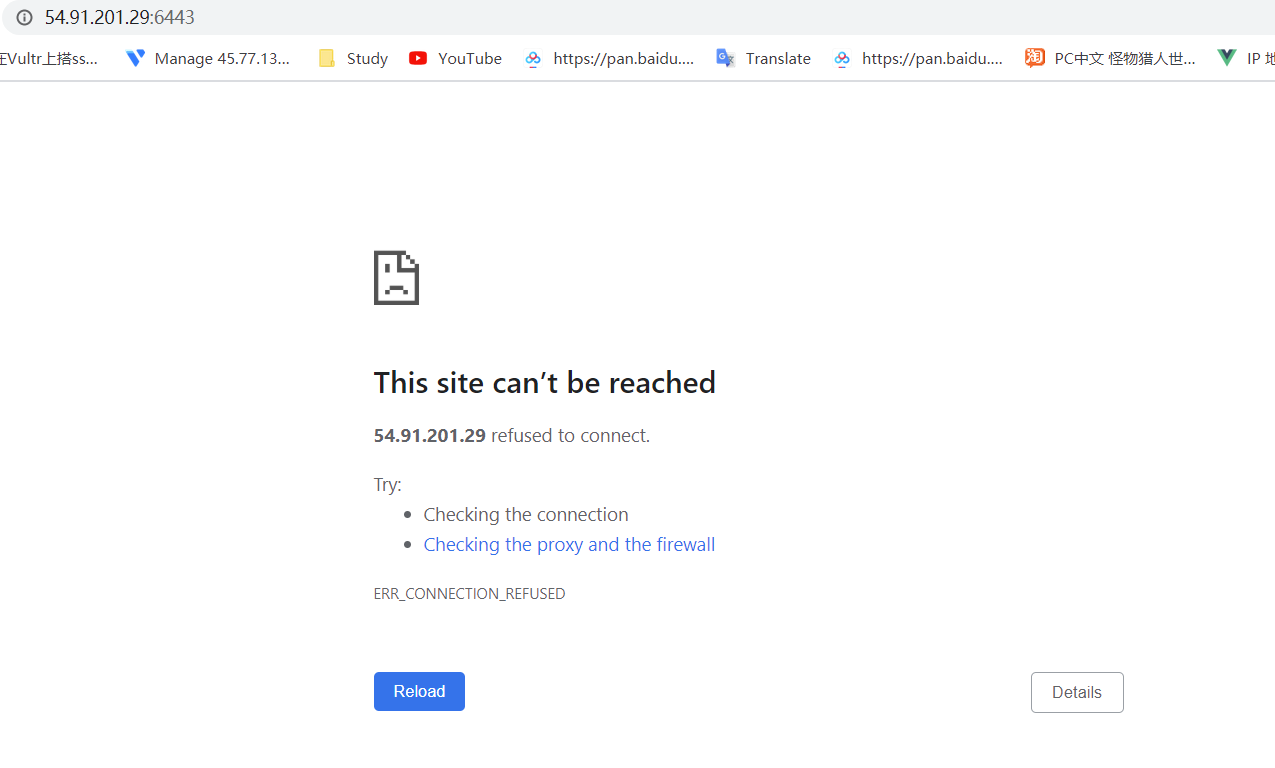 54.91.201.29:6443
在Vultr上搭ss... Manage 45.77.13... Study YouTube https://pan.baidu.... Translate https://pan.baidu.... 淘 PC中文 怪物猎人世... IP 地
This site can’t be reached
54.91.201.29 refused to connect.
Try:
Checking the connection
Checking the proxy and the firewall
ERR_CONNECTION_REFUSED
Reload Details